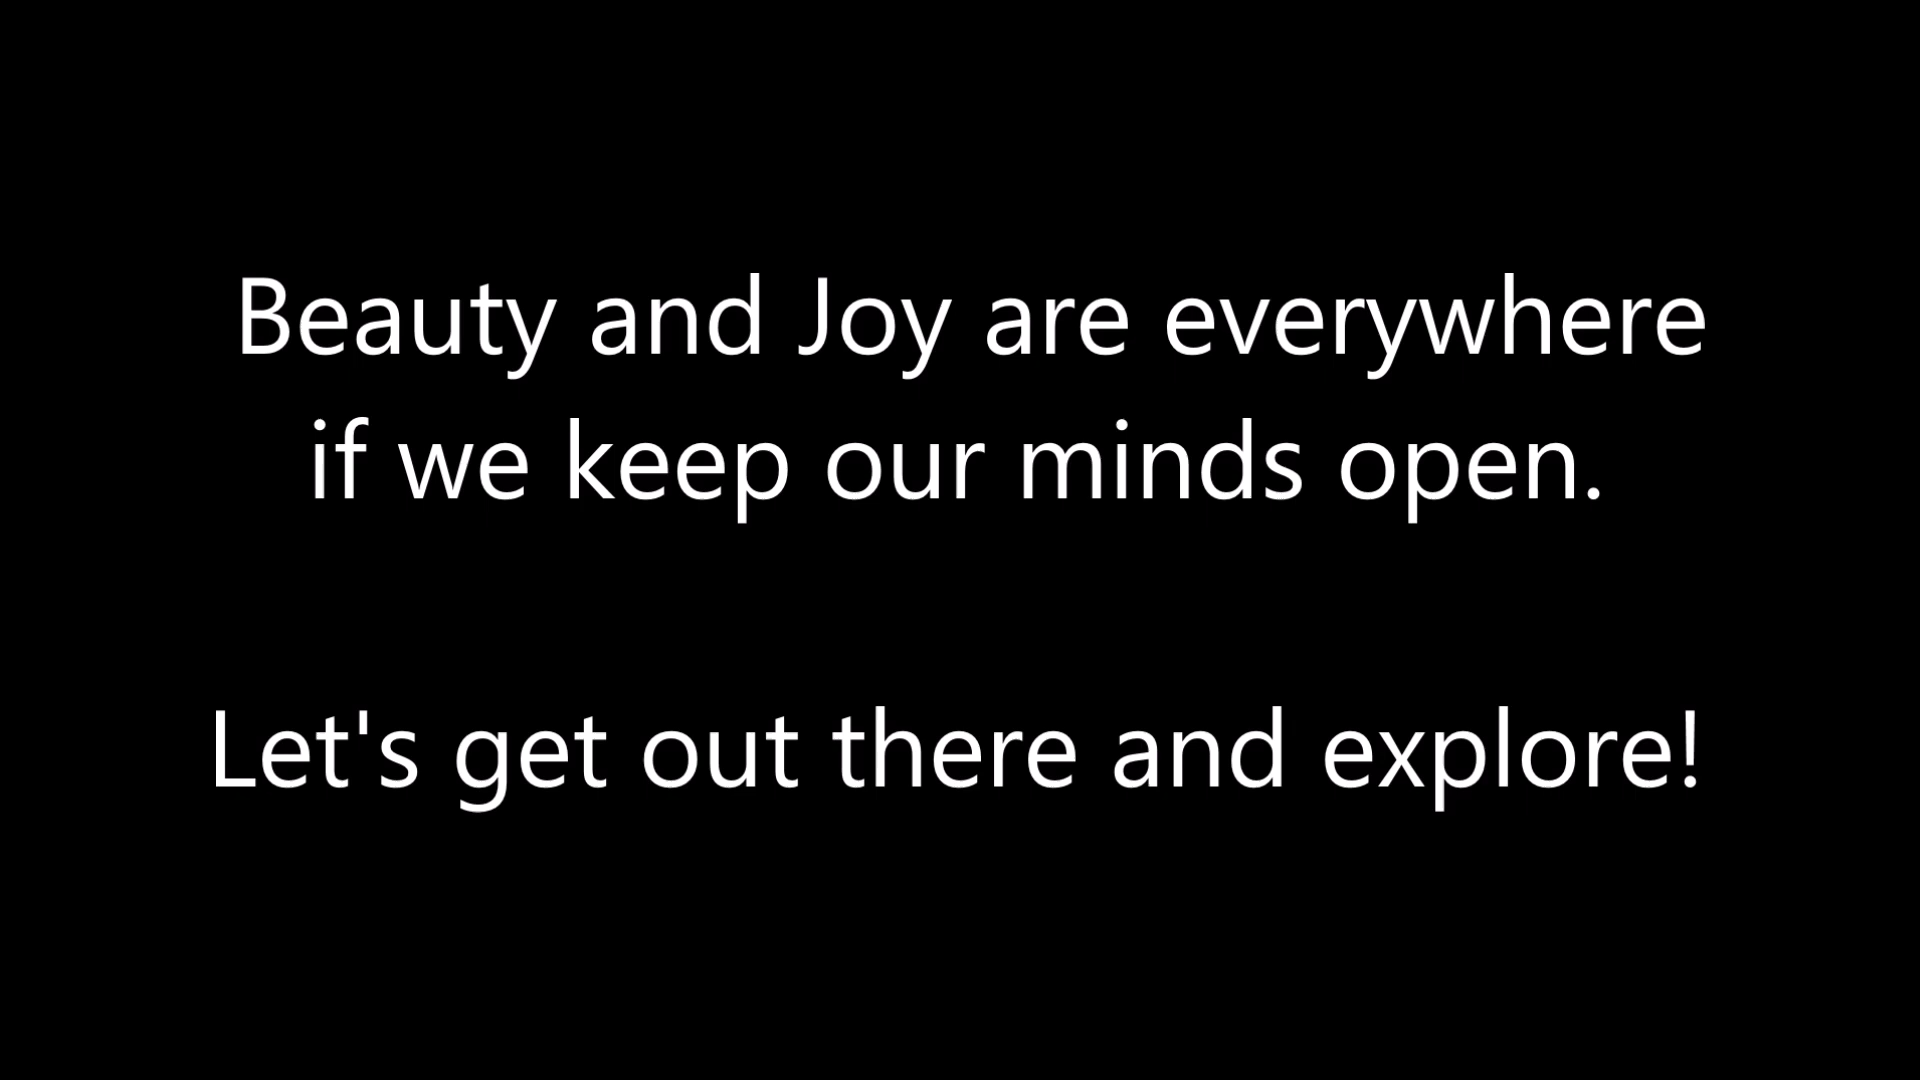 Beauty and Joy are everywhere
if we keep our minds open.
Let's get out there and explore!